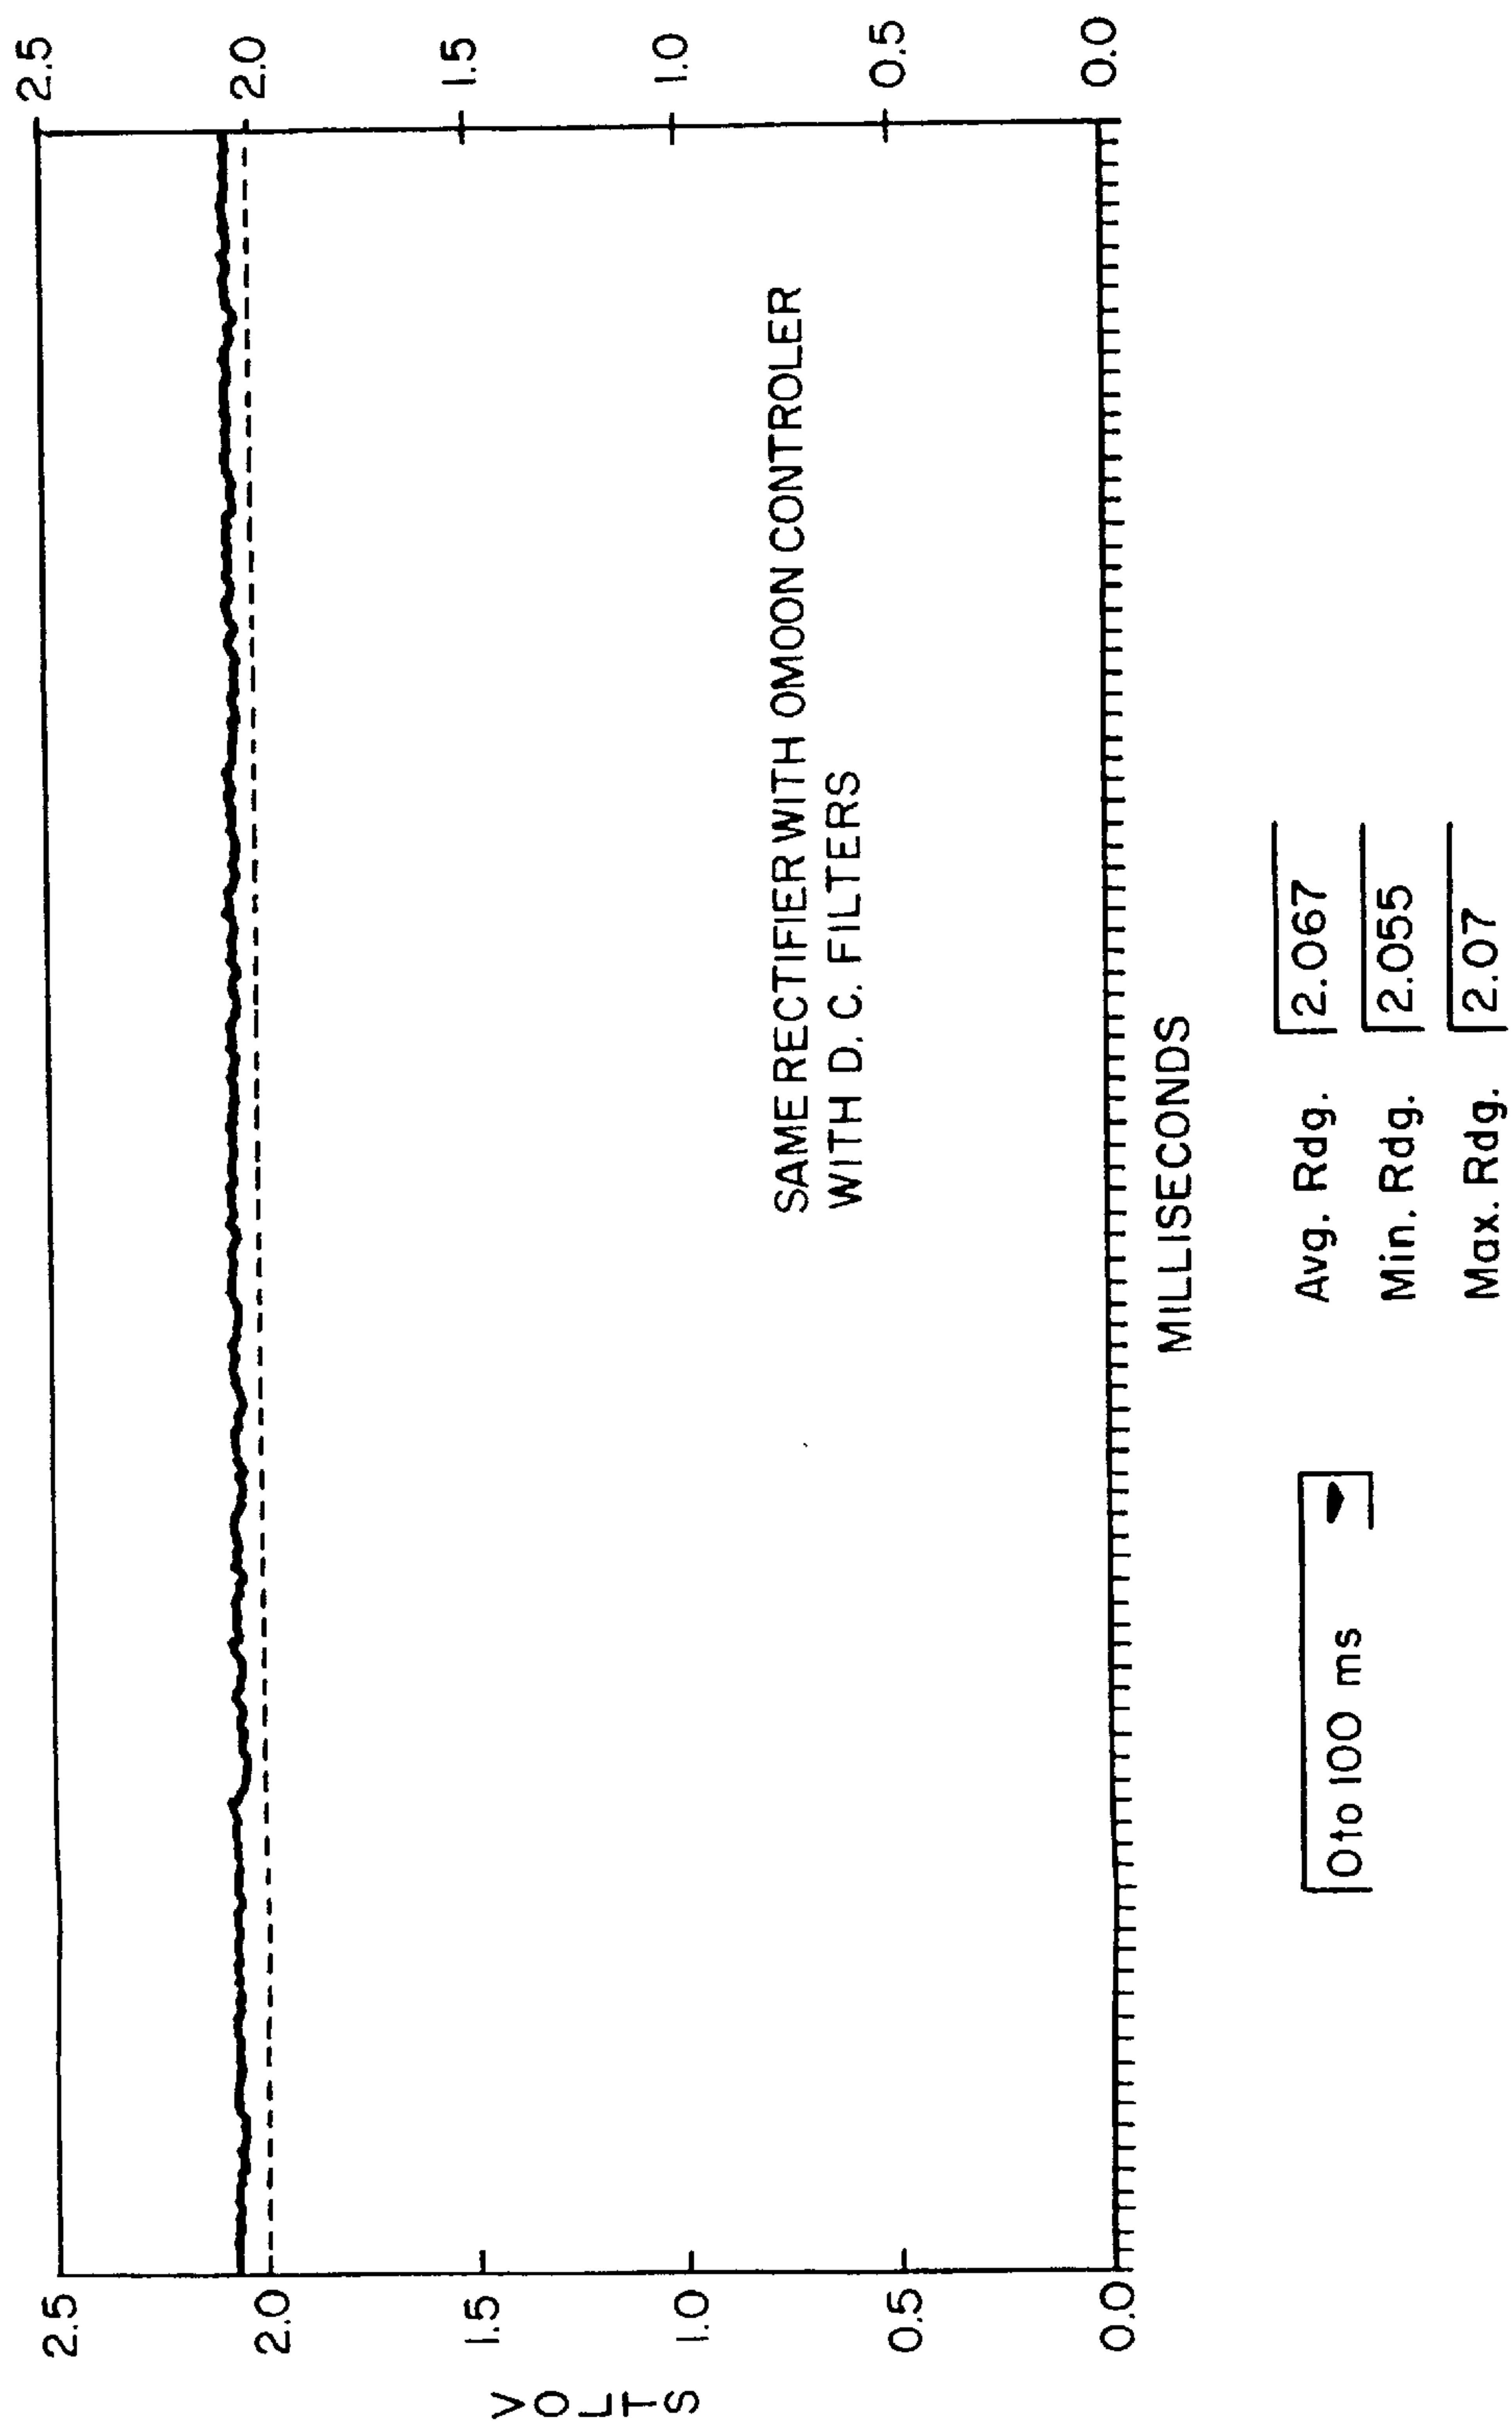 2.5
2.0
1.5
1.0
0.5
0.0
VOLTS
2.5
2.0
1.5
1.0
0.5
0.0
SAME RECTIFIER WITH OMOON CONTROLER
WITH D. C. FILTERS
MILLISECONDS
0 to 100 ms
Avg. Rdg. 2.067
Min. Rdg. 2.055
Max. Rdg. 2.07